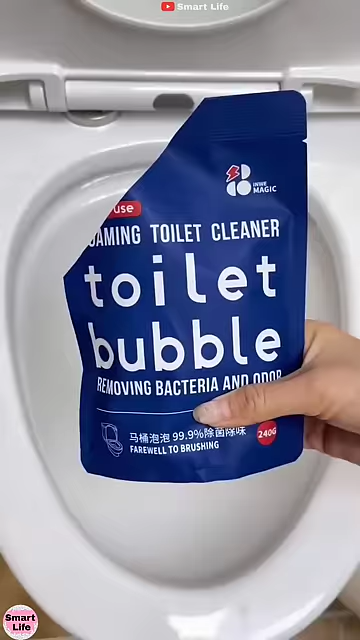 Smart Life
INWE
MAGIC
use
OAMING TOILET CLEANER
toilet
bubble
REMOVING BACTERIA AND ODOR
马桶泡泡 99.9%除菌除味
240G
FAREWELL TO BRUSHING
Smart
Life